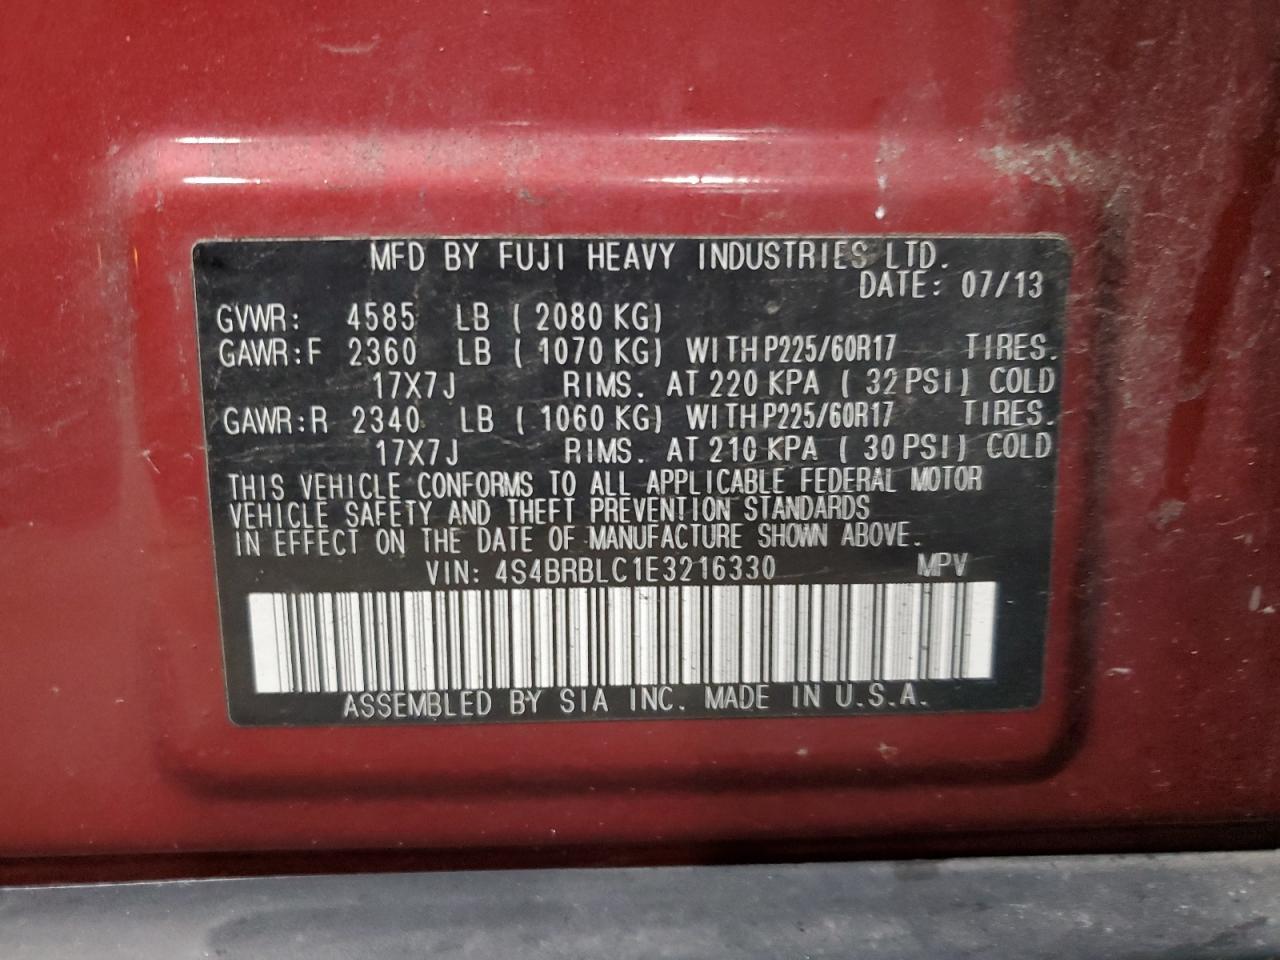 MFD BY FUJI HEAVY INDUSTRIES LTD.
DATE: 07/13
GVWR: 4585 LB ( 2080 KG)
GAWR:F 2360 LB ( 1070 KG) WITH P225/60R17 TIRES.
17X7J RIMS. AT 220 KPA ( 32 PSI) COLD
GAWR:R 2340 LB ( 1060 KG) WITH P225/60R17 TIRES.
17X7J RIMS. AT 210 KPA ( 30 PSI) COLD
THIS VEHICLE CONFORMS TO ALL APPLICABLE FEDERAL MOTOR
VEHICLE SAFETY AND THEFT PREVENTION STANDARDS
IN EFFECT ON THE DATE OF MANUFACTURE SHOWN ABOVE.
VIN: 4S4BRBLC1E3216330 MPV
ASSEMBLED BY SIA INC. MADE IN U.S.A.